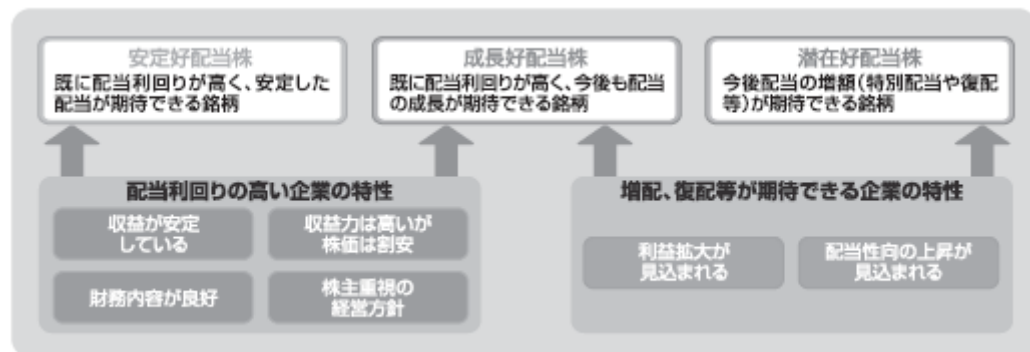 安定好配当株
既に配当利回りが高く、安定した
配当が期待できる銘柄
成長好配当株
既に配当利回りが高く、今後も配当
の成長が期待できる銘柄
潜在好配当株
今後配当の増額(特別配当や復配
等)が期待できる銘柄
配当利回りの高い企業の特性
収益が安定
している
収益力は高いが
株価は割安
財務内容が良好
株主重視の
経営方針
増配、復配等が期待できる企業の特性
利益拡大が
見込まれる
配当性向の上昇が
見込まれる